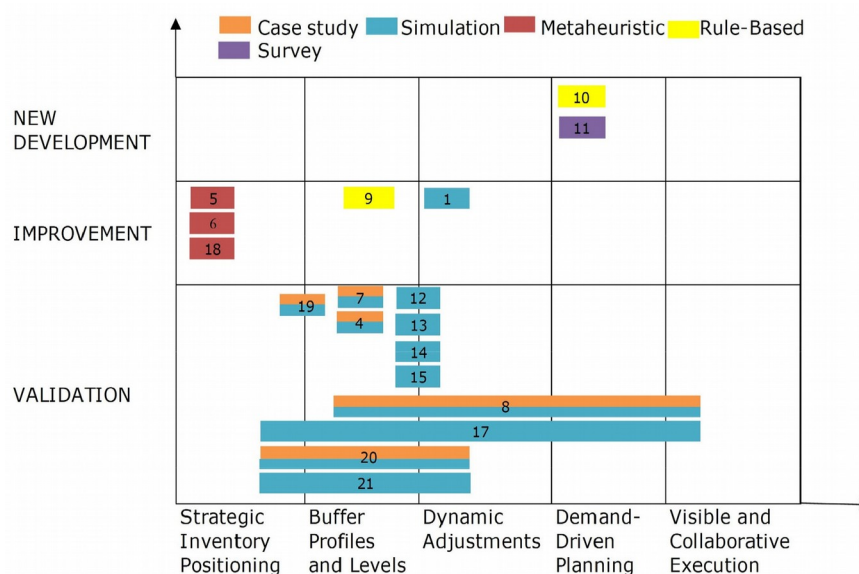 Case study Simulation Metaheuristic Rule-Based
Survey
NEW
DEVELOPMENT
10
11
IMPROVEMENT
5
9
1
6
18
VALIDATION
19
7
12
4
13
14
15
8
17
20
21
Strategic
Inventory
Positioning
Buffer
Profiles
and Levels
Dynamic
Adjustments
Demand-
Driven
Planning
Visible and
Collaborative
Execution